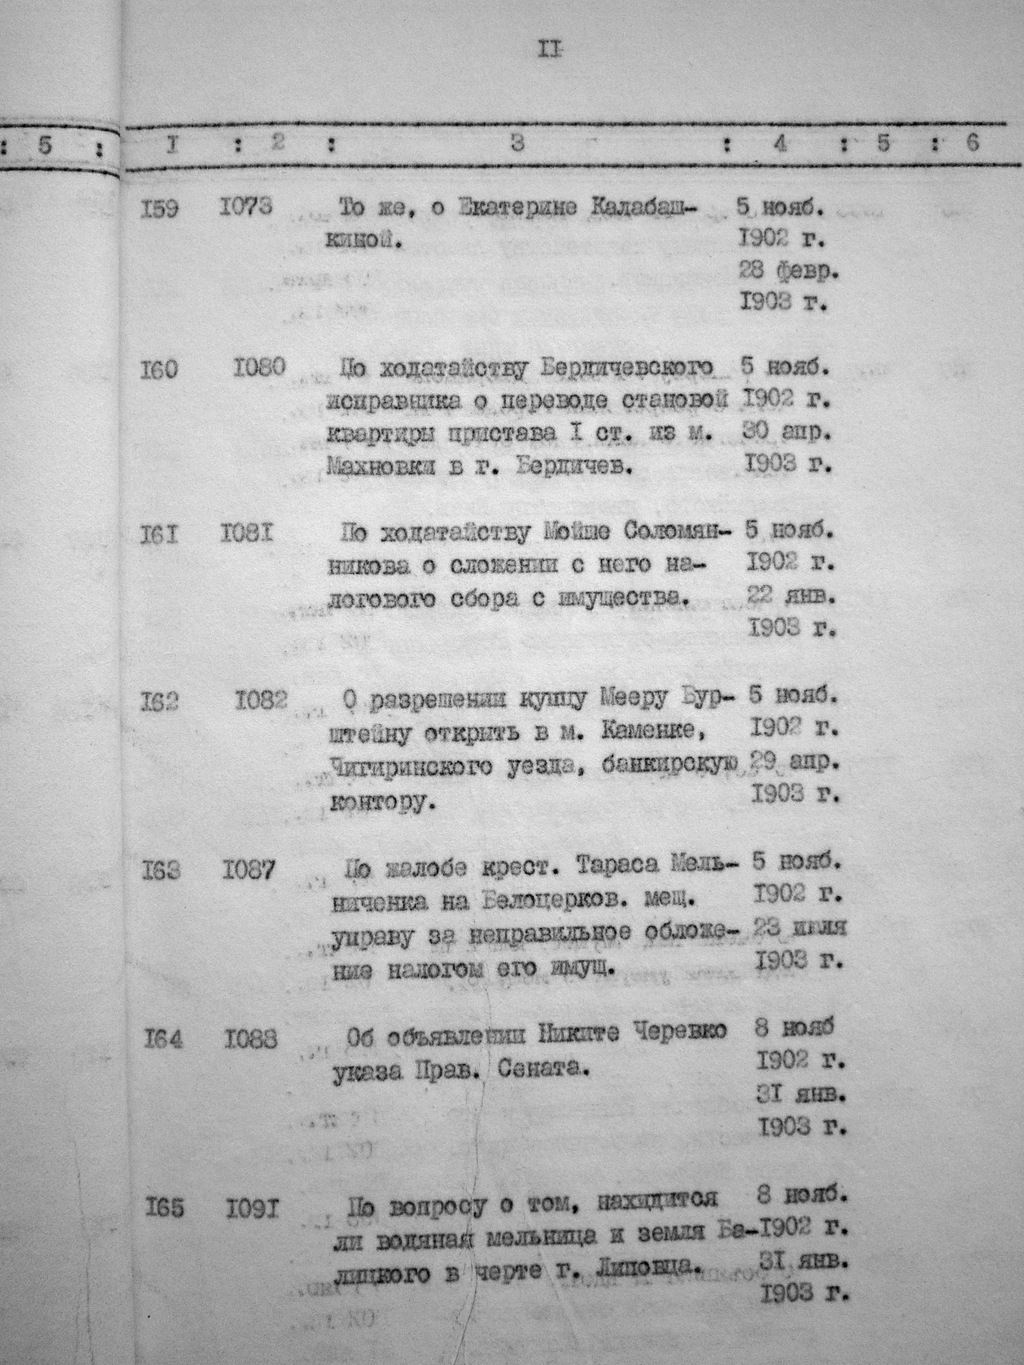 II
: 5 :
I : 2 : 3 : 4 : 5 : 6
I59 I073 То же, о Екатерине Калабаш- 5 нояб.
киной. I902 г.
28 февр.
I903 г.
I60 I080 По ходатайству Бердичевского 5 нояб.
исправника о переводе становой I902 г.
квартиры пристава I ст. из м. 30 апр.
Махновки в г. Бердичев. I903 г.
I6I I08I По ходатайству Мойше Соломян- 5 нояб.
никова о сложении с него на- I902 г.
логового сбора с имущества. 22 янв.
I903 г.
I62 I082 О разрешении купцу Мееру Бур- 5 нояб.
штейну открыть в м. Каменке, I902 г.
Чигиринского уезда, банкирскую 29 апр.
контору. I903 г.
I63 I087 По жалобе крест. Тараса Мель- 5 нояб.
ниченка на Белоцерков. мещ. I902 г.
управу за неправильное обложе- 23 июля
ние налогом его имущ. I903 г.
I64 I088 Об объявлении Никите Черевко 8 нояб
указа Прав. Сената. I902 г.
3I янв.
I903 г.
I65 I09I По вопросу о том, находится 8 нояб.
ли водяная мельница и земля Ба- I902 г.
лицкого в черте г. Липовца. 3I янв.
I903 г.